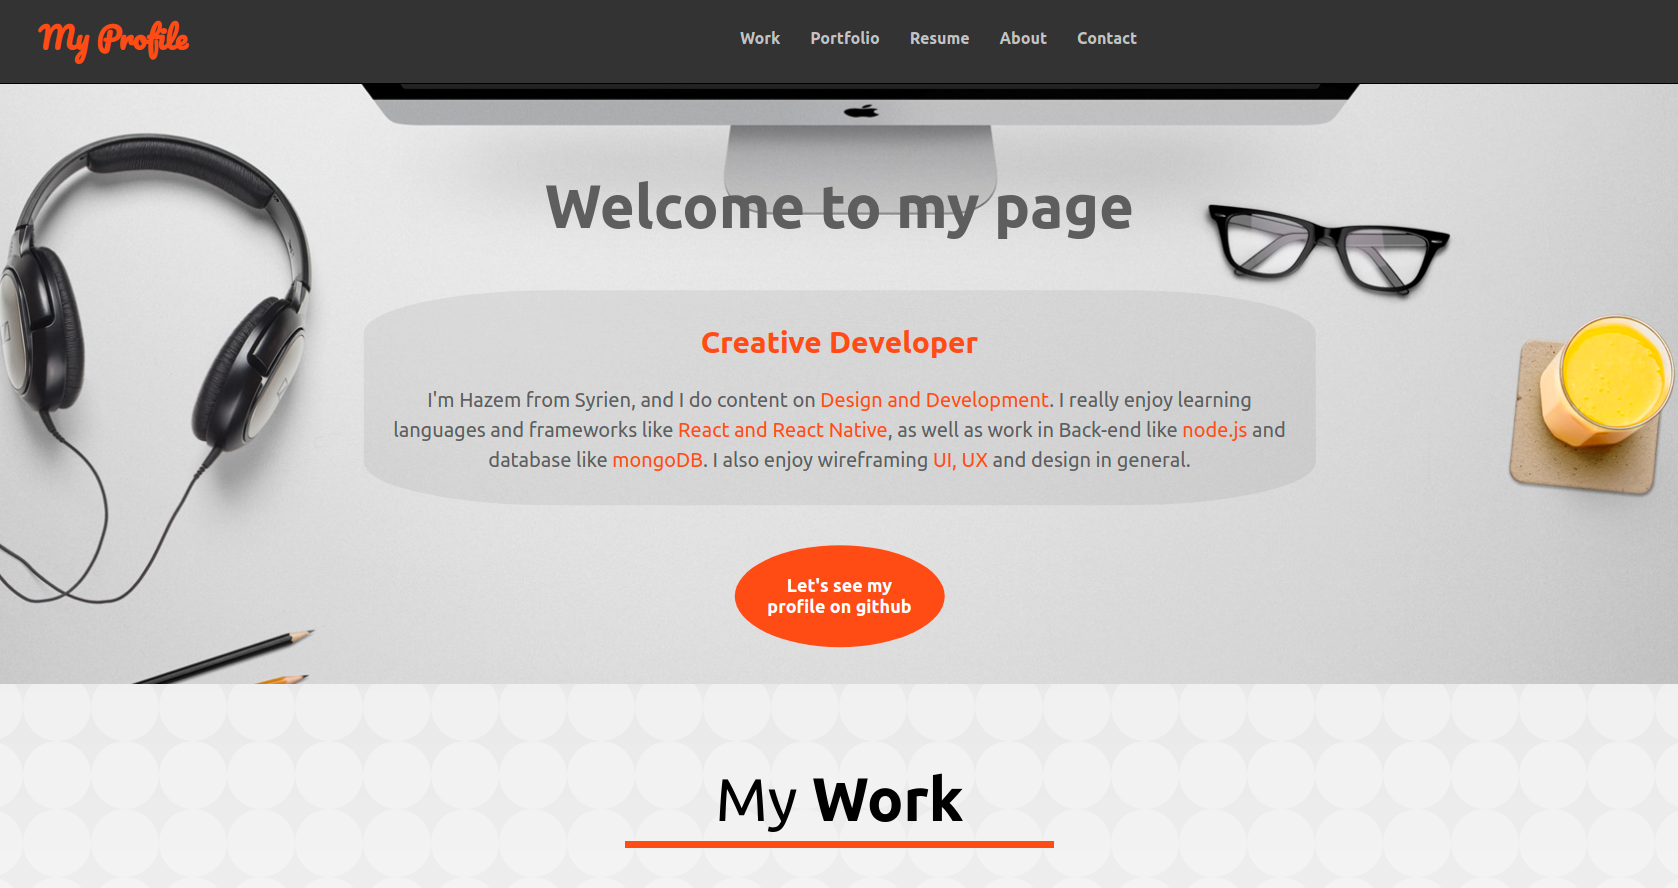 My Profile
Work Portfolio Resume About Contact
Welcome to my page
Creative Developer
I'm Hazem from Syrien, and I do content on Design and Development. I really enjoy learning
languages and frameworks like React and React Native, as well as work in Back-end like node.js and
database like mongoDB. I also enjoy wireframing UI, UX and design in general.
Let's see my
profile on github
My Work